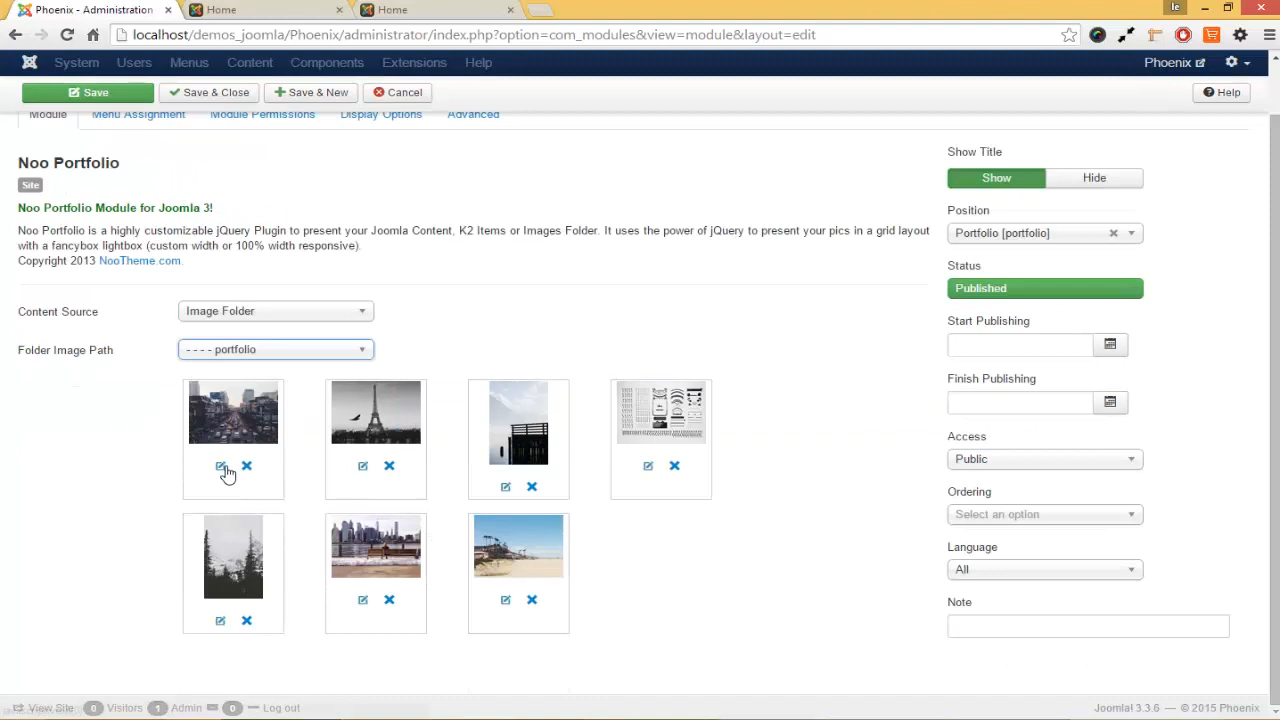 Phoenix - Administration
Home
Home
localhost/demos_joomla/Phoenix/administrator/index.php?option=com_modules&view=module&layout=edit
System Users Menus Content Components Extensions Help Phoenix
Save Save & Close Save & New Cancel Help
Module Menu Assignment Module Permissions Display Options Advanced
Noo Portfolio
Site
Noo Portfolio Module for Joomla 3!
Noo Portfolio is a highly customizable jQuery Plugin to present your Joomla Content, K2 Items or Images Folder. It uses the power of jQuery to present your pics in a grid layout
with a fancybox lightbox (custom width or 100% width responsive).
Copyright 2013 NooTheme.com.
Content Source Image Folder
Folder Image Path - - - - portfolio
Show Title
Show Hide
Position
Portfolio [portfolio]
Status
Published
Start Publishing
Finish Publishing
Access
Public
Ordering
Select an option
Language
All
Note
View Site 0 Visitors 1 Admin 0 Log out Joomla! 3.3.6 — © 2015 Phoenix